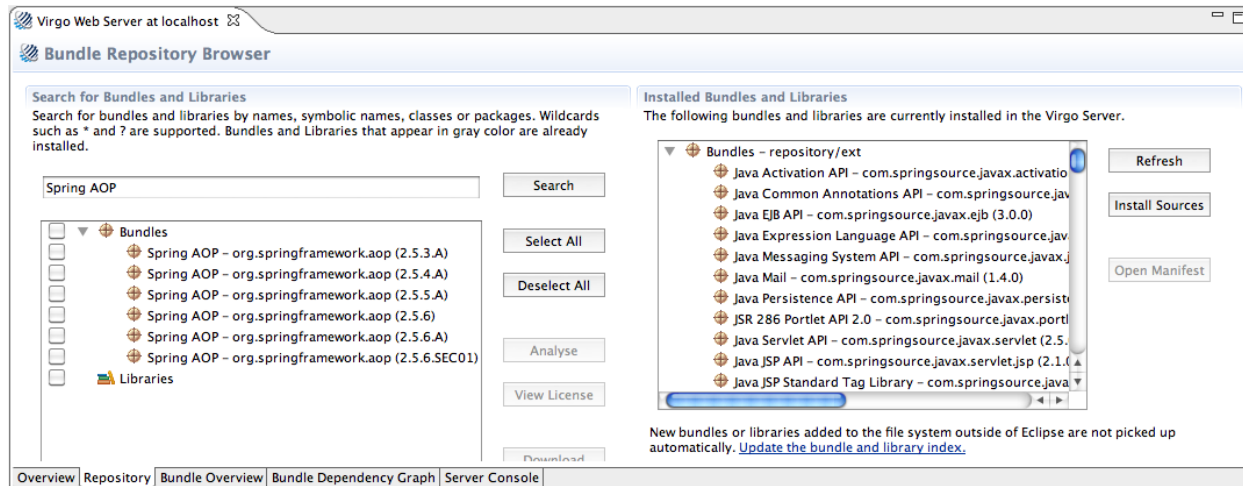 Virgo Web Server at localhost
Bundle Repository Browser
Search for Bundles and Libraries
Search for bundles and libraries by names, symbolic names, classes or packages. Wildcards
such as * and ? are supported. Bundles and Libraries that appear in gray color are already
installed.
Spring AOP
Search
Bundles
Spring AOP – org.springframework.aop (2.5.3.A)
Spring AOP – org.springframework.aop (2.5.4.A)
Spring AOP – org.springframework.aop (2.5.5.A)
Spring AOP – org.springframework.aop (2.5.6)
Spring AOP – org.springframework.aop (2.5.6.A)
Spring AOP – org.springframework.aop (2.5.6.SEC01)
Libraries
Select All
Deselect All
Analyse
View License
Download
Installed Bundles and Libraries
The following bundles and libraries are currently installed in the Virgo Server.
Bundles – repository/ext
Java Activation API – com.springsource.javax.activatio
Java Common Annotations API – com.springsource.jav
Java EJB API – com.springsource.javax.ejb (3.0.0)
Java Expression Language API – com.springsource.jav
Java Messaging System API – com.springsource.javax.j
Java Mail – com.springsource.javax.mail (1.4.0)
Java Persistence API – com.springsource.javax.persist
JSR 286 Portlet API 2.0 – com.springsource.javax.portl
Java Servlet API – com.springsource.javax.servlet (2.5.
Java JSP API – com.springsource.javax.servlet.jsp (2.1.
Java JSP Standard Tag Library – com.springsource.java
Refresh
Install Sources
Open Manifest
New bundles or libraries added to the file system outside of Eclipse are not picked up
automatically. Update the bundle and library index.
Overview Repository Bundle Overview Bundle Dependency Graph Server Console